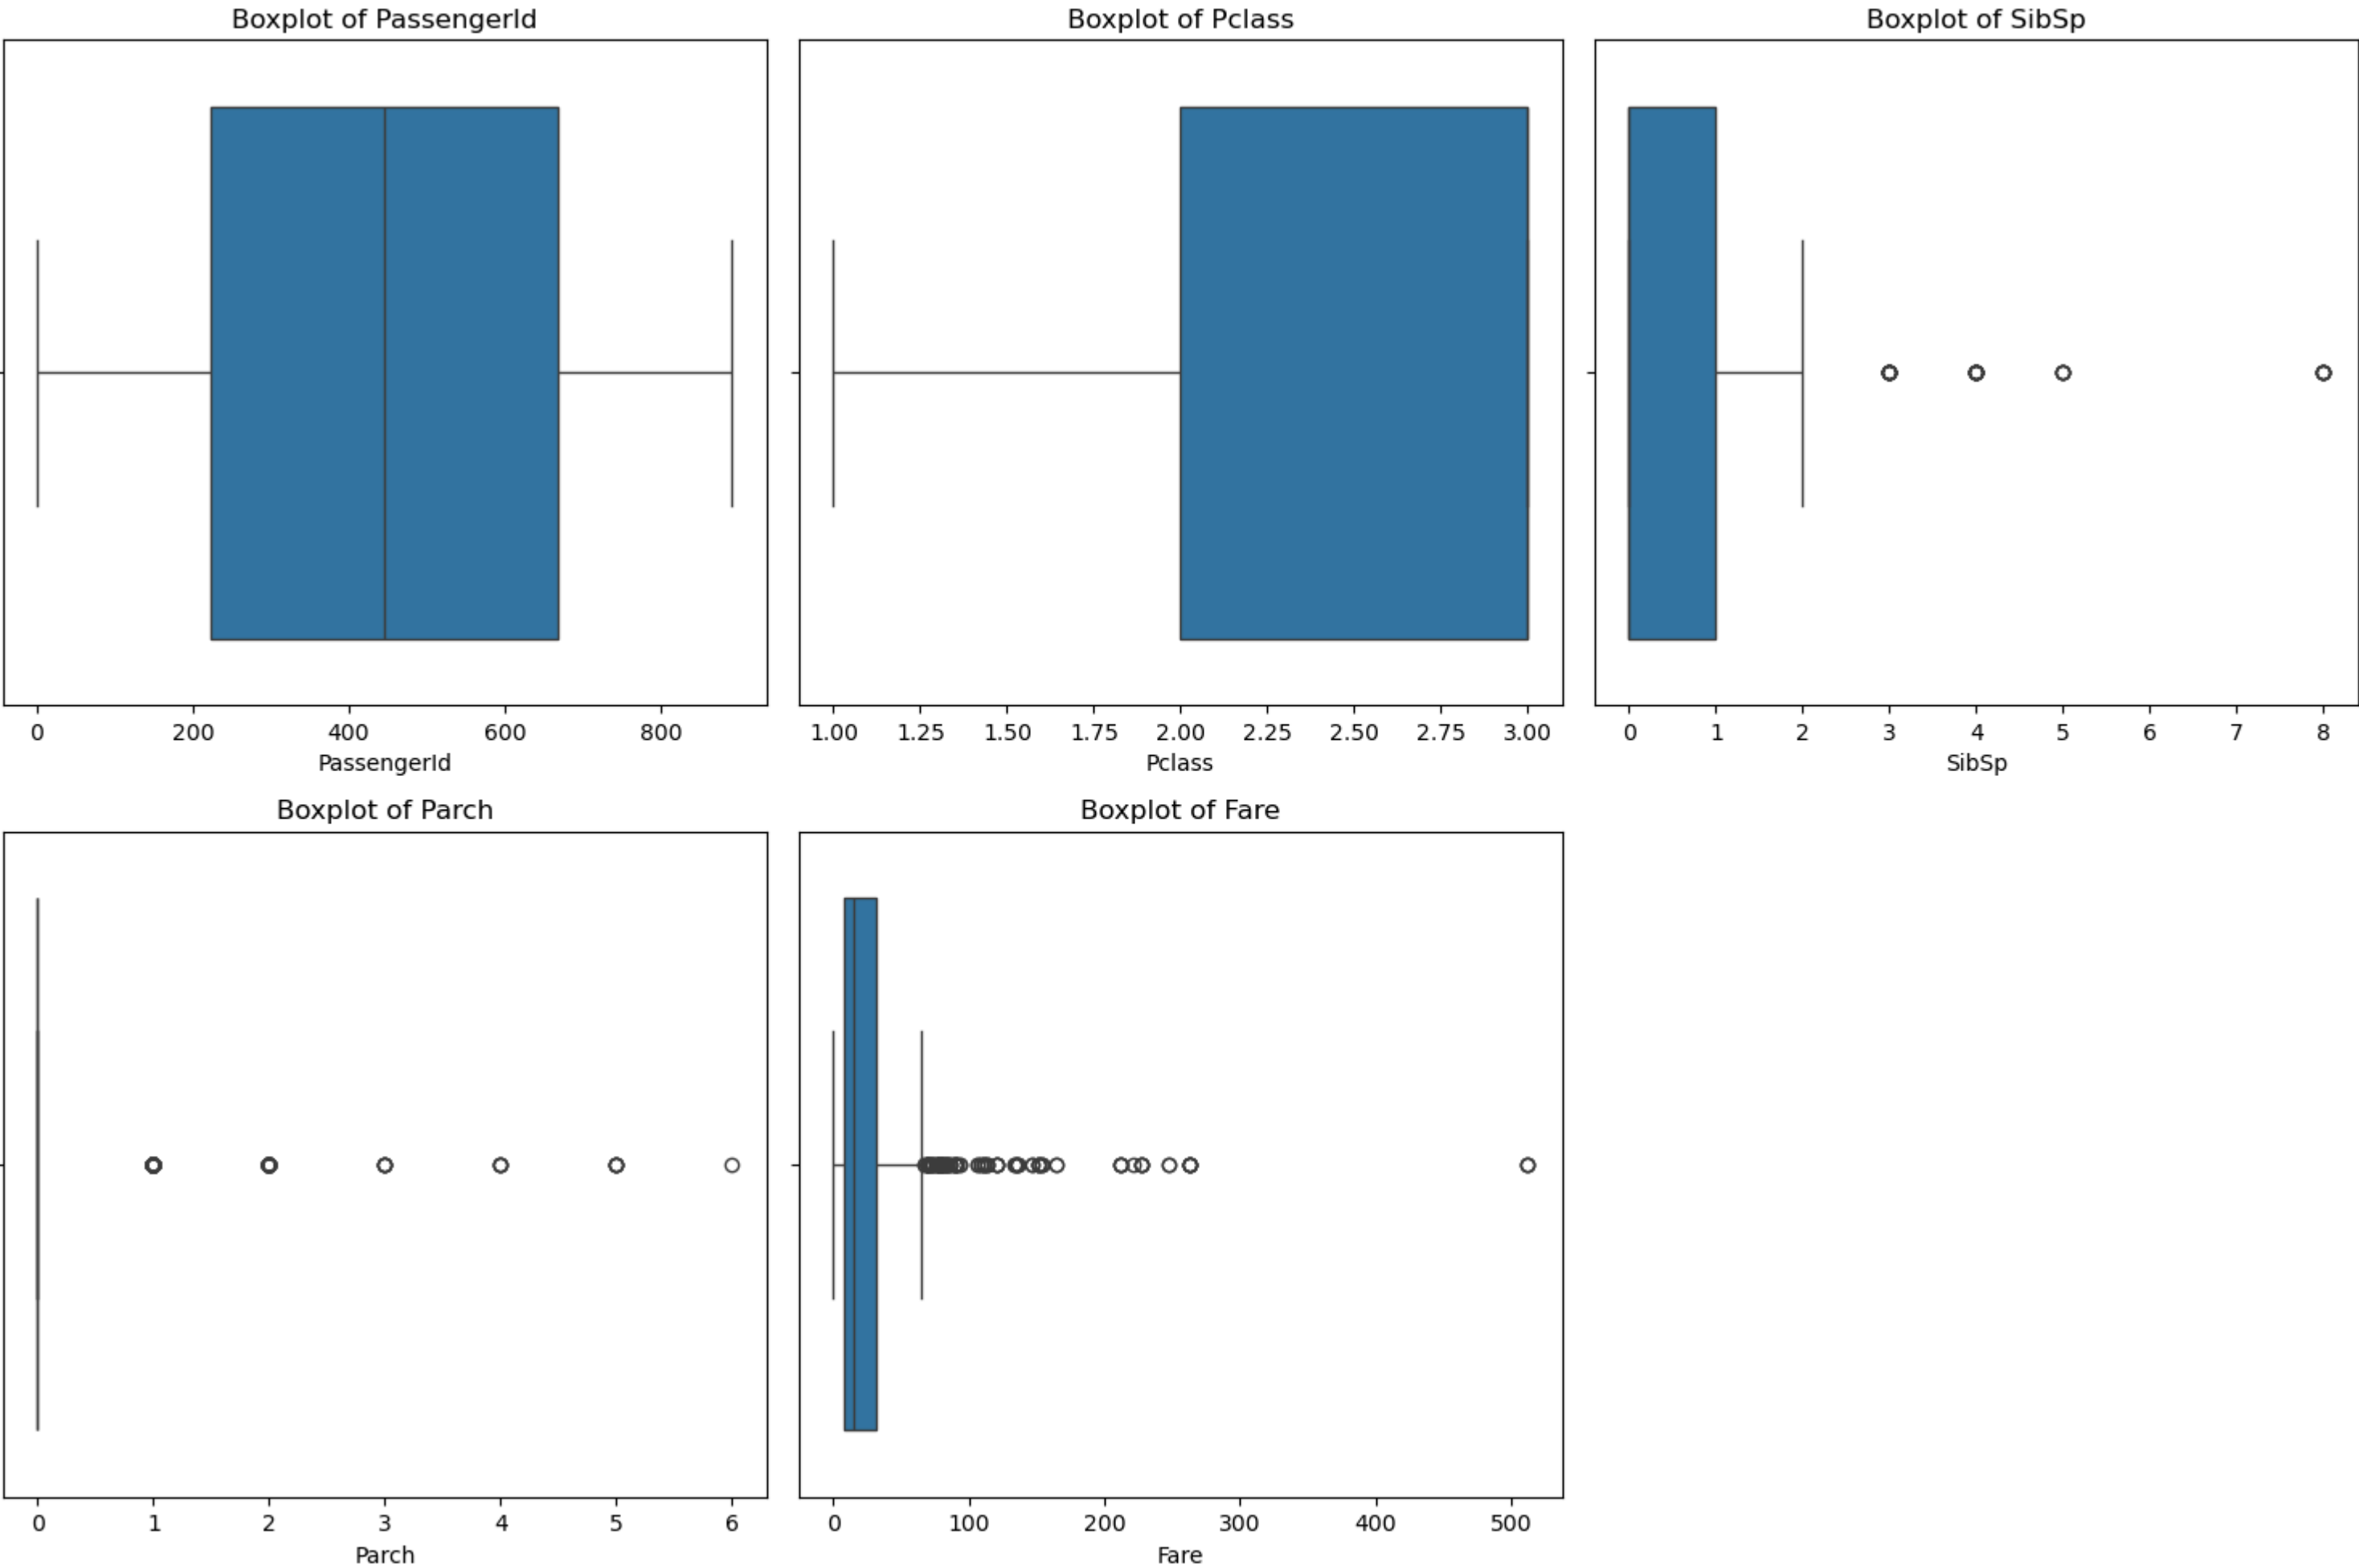 Boxplot of PassengerId
Boxplot of Pclass
Boxplot of SibSp
0 200 400 600 800
1.00 1.25 1.50 1.75 2.00 2.25 2.50 2.75 3.00
0 1 2 3 4 5 6 7 8
PassengerId
Pclass
SibSp
Boxplot of Parch
Boxplot of Fare
0 1 2 3 4 5 6
0 100 200 300 400 500
Parch
Fare